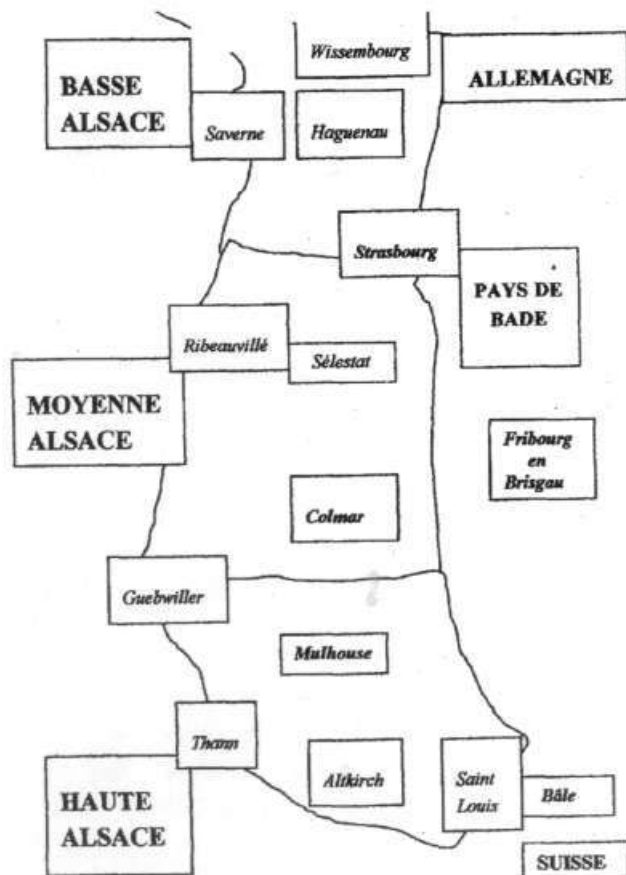 Wissembourg
BASSE
ALSACE
ALLEMAGNE
Saverne
Haguenau
Strasbourg
PAYS DE
BADE
Ribeauvillé
Sélestat
MOYENNE
ALSACE
Fribourg
en
Brisgau
Colmar
Guebwiller
Mulhouse
Thann
Altkirch
Saint
Louis
Bâle
HAUTE
ALSACE
SUISSE